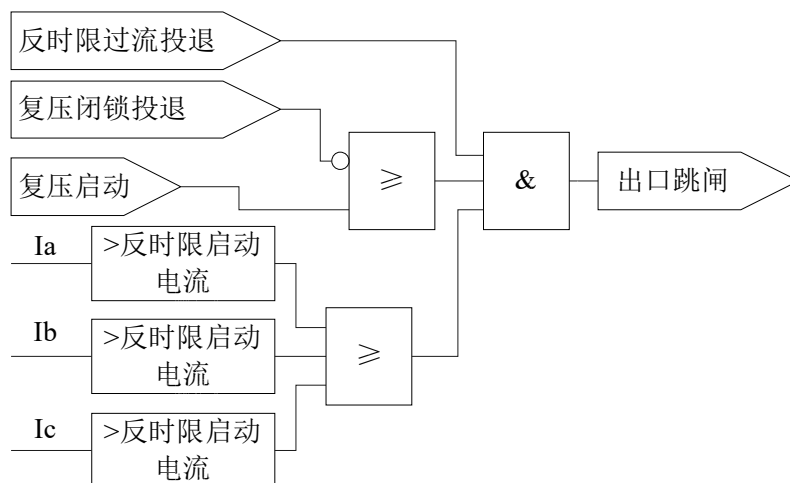 反时限过流投退
复压闭锁投退
复压启动
≥
&
出口跳闸
Ia
>反时限启动
电流
Ib
>反时限启动
电流
≥
Ic
>反时限启动
电流